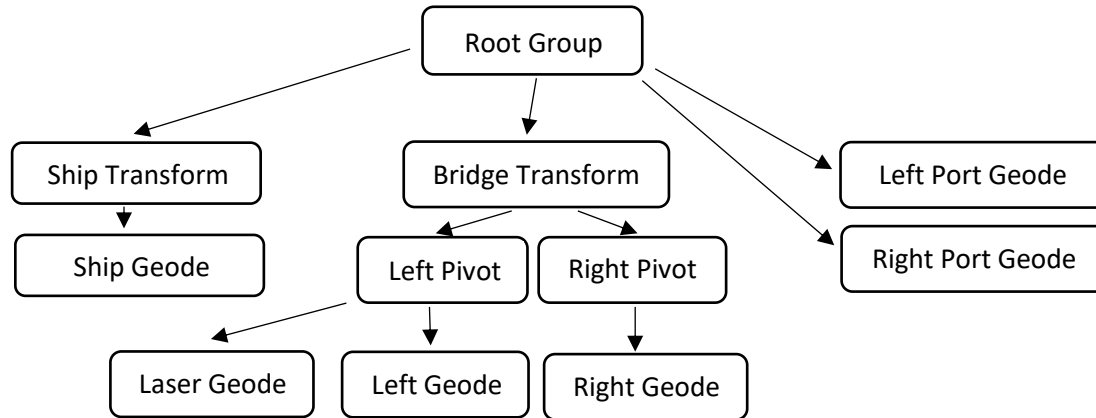 Root Group
Ship Transform
Bridge Transform
Left Port Geode
Ship Geode
Left Pivot
Right Pivot
Right Port Geode
Laser Geode
Left Geode
Right Geode